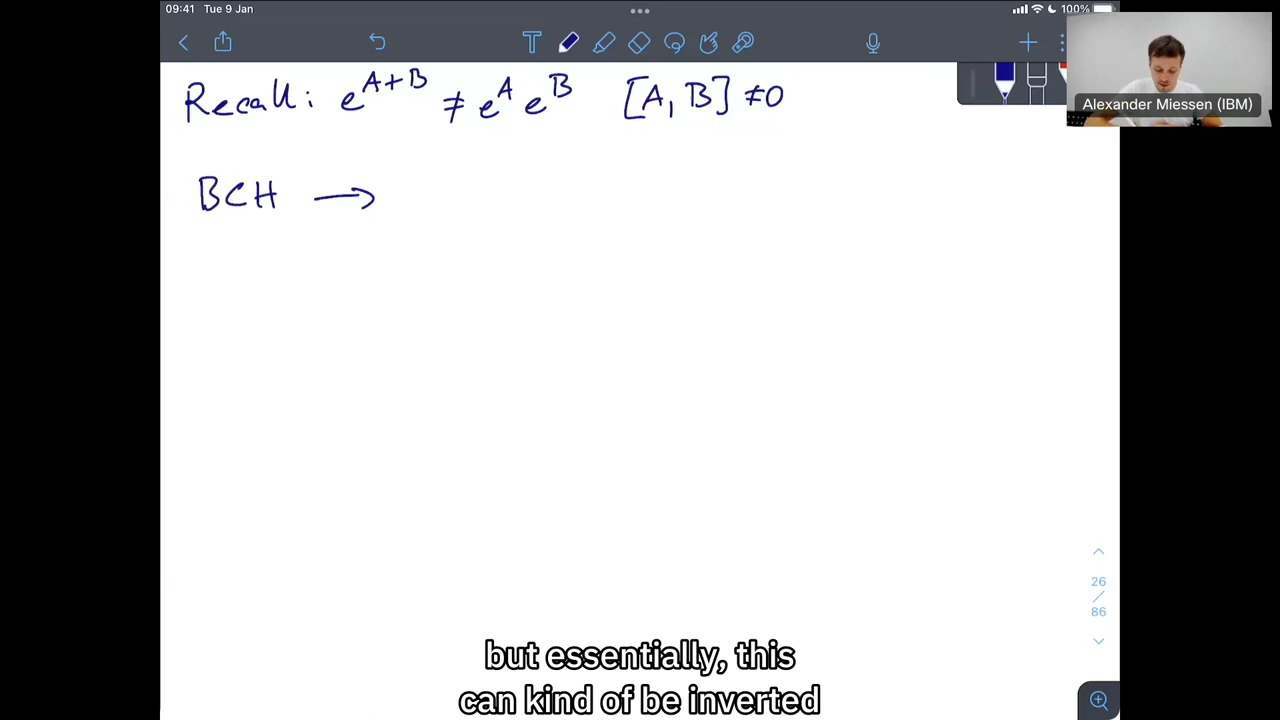 09:41 Tue 9 Jan
100%
T
Alexander Miessen (IBM)
Recall: e^{A+B} ≠ e^A e^B [A, B] ≠ 0
BCH →
26
/
86
but essentially, this
can kind of be inverted